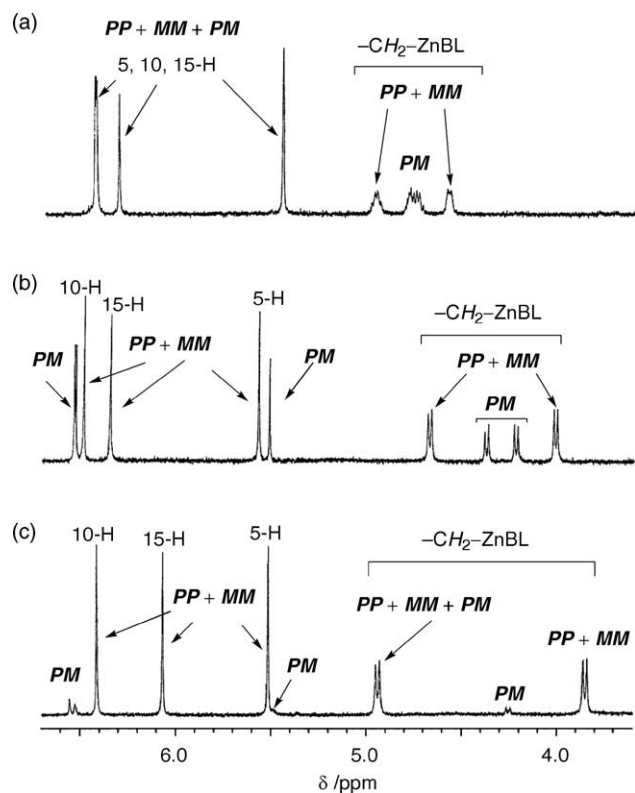 (a)
PP + MM + PM
5, 10, 15-H
–CH2–ZnBL
PP + MM
PM
(b)
10-H
15-H
5-H
–CH2–ZnBL
PM
PP + MM
PM
PP + MM
PM
(c)
10-H
15-H
5-H
–CH2–ZnBL
PP + MM
PP + MM + PM
PP + MM
PM
PM
PM
6.0
5.0
4.0
δ /ppm